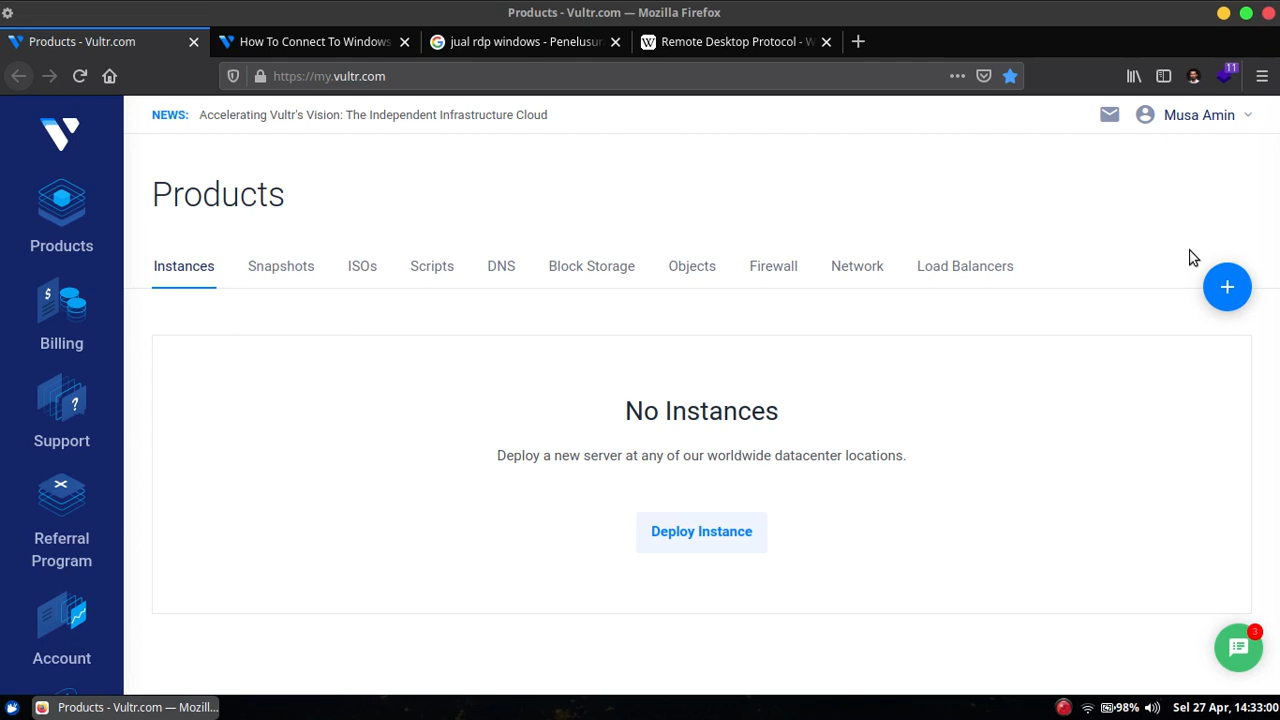 Products - Vultr.com — Mozilla Firefox
Products - Vultr.com
How To Connect To Windows
jual rdp windows - Penelusur
Remote Desktop Protocol - W
https://my.vultr.com
11
NEWS: Accelerating Vultr's Vision: The Independent Infrastructure Cloud
Musa Amin
Products
Billing
Support
Referral
Program
Account
Products
Instances
Snapshots
ISOs
Scripts
DNS
Block Storage
Objects
Firewall
Network
Load Balancers
No Instances
Deploy a new server at any of our worldwide datacenter locations.
Deploy Instance
3
Products - Vultr.com — Mozill...
98%
Sel 27 Apr, 14:33:00